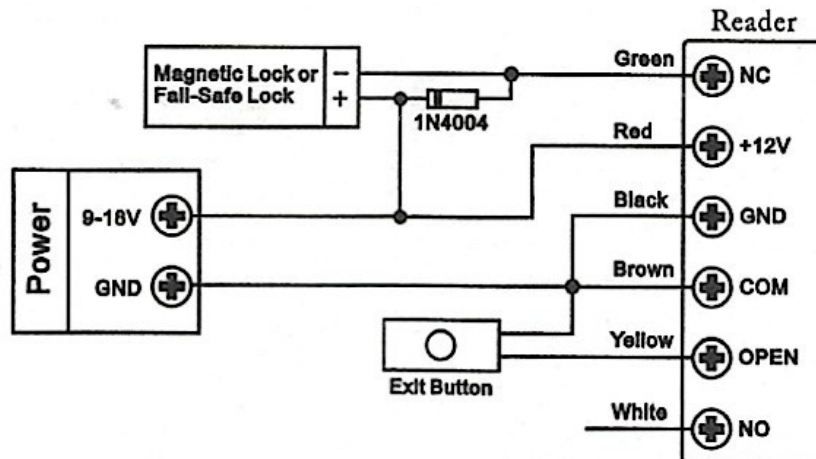 Reader
Magnetic Lock or
Fail-Safe Lock
−
+
1N4004
Green
NC
Red
+12V
Power
9-18V
Black
GND
GND
Brown
COM
Yellow
OPEN
Exit Button
White
NO